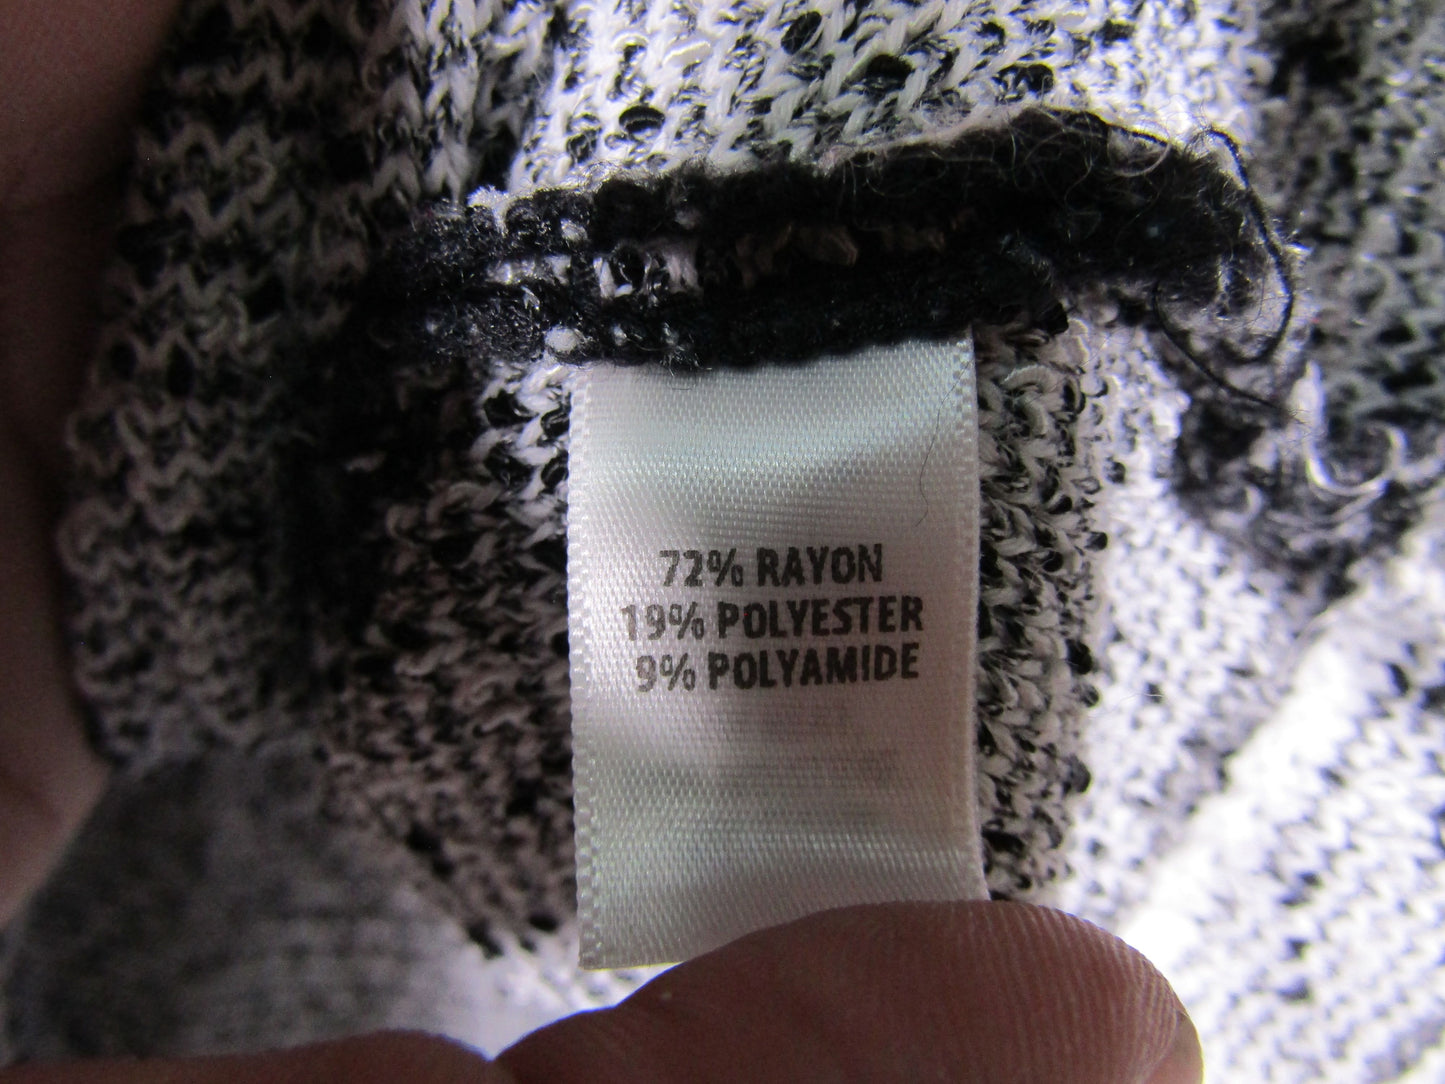 72% RAYON
19% POLYESTER
9% POLYAMIDE